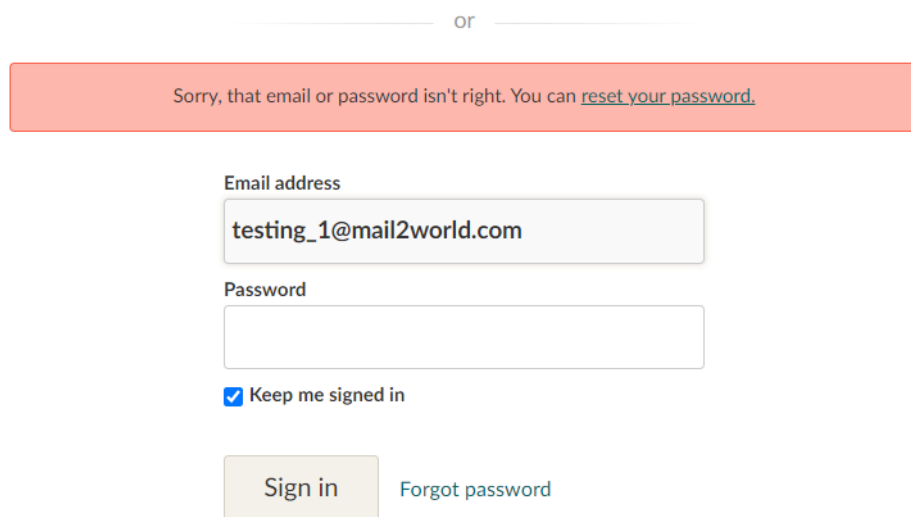 or
Sorry, that email or password isn't right. You can reset your password.
Email address
testing_1@mail2world.com
Password
Keep me signed in
Sign in
Forgot password